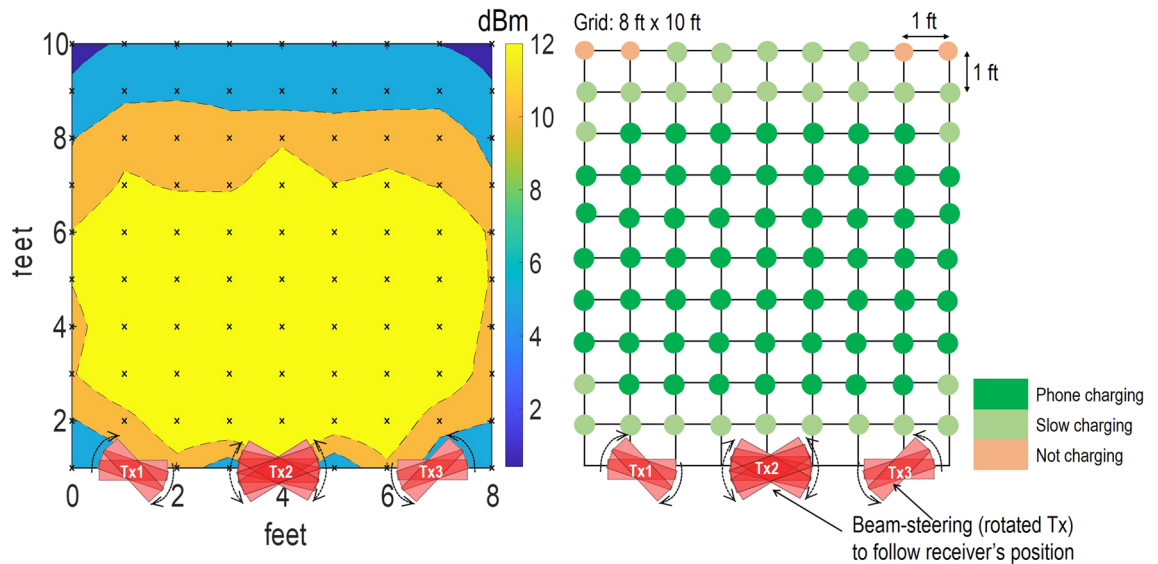 dBm
10
8
6
4
2
feet
0
2
4
6
8
feet
12
10
8
6
4
2
Tx1
Tx2
Tx3
Grid: 8 ft x 10 ft
1 ft
1 ft
Tx1
Tx2
Tx3
Phone charging
Slow charging
Not charging
Beam-steering (rotated Tx)
to follow receiver's position